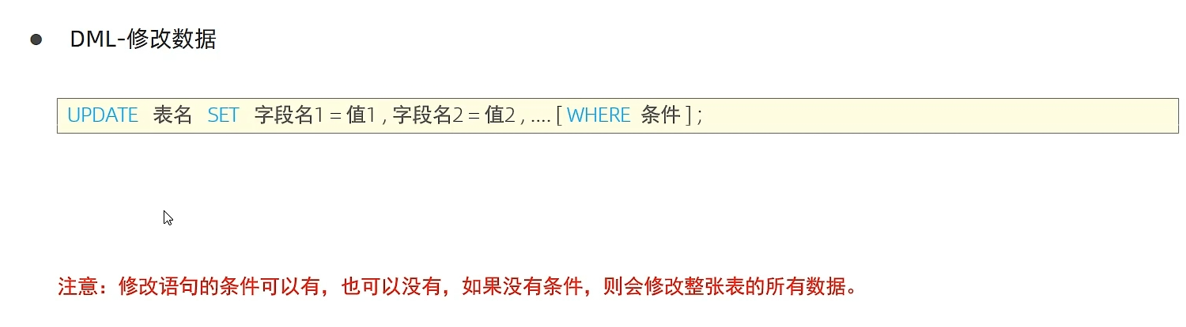 ● DML-修改数据
UPDATE 表名 SET 字段名1 = 值1 , 字段名2 = 值2 , .... [ WHERE 条件 ] ;
注意：修改语句的条件可以有，也可以没有，如果没有条件，则会修改整张表的所有数据。